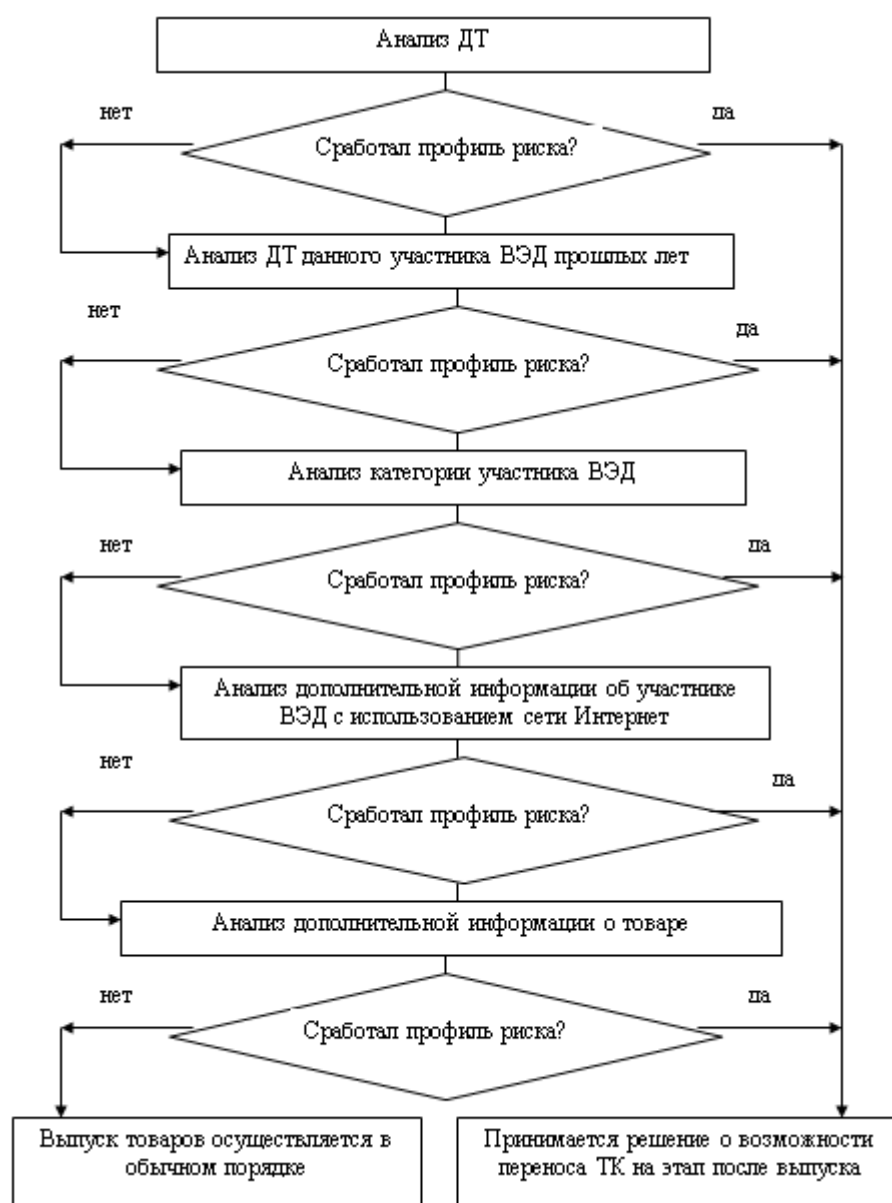 Анализ ДТ
нет
да
Сработал профиль риска?
Анализ ДТ данного участника ВЭД прошлых лет
нет
да
Сработал профиль риска?
Анализ категории участника ВЭД
нет
да
Сработал профиль риска?
Анализ дополнительной информации об участнике
ВЭД с использованием сети Интернет
нет
да
Сработал профиль риска?
Анализ дополнительной информации о товаре
нет
да
Сработал профиль риска?
Выпуск товаров осуществляется в
обычном порядке
Принимается решение о возможности
переноса ТК на этап после выпуска